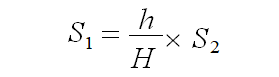 S₁ = h/H × S₂